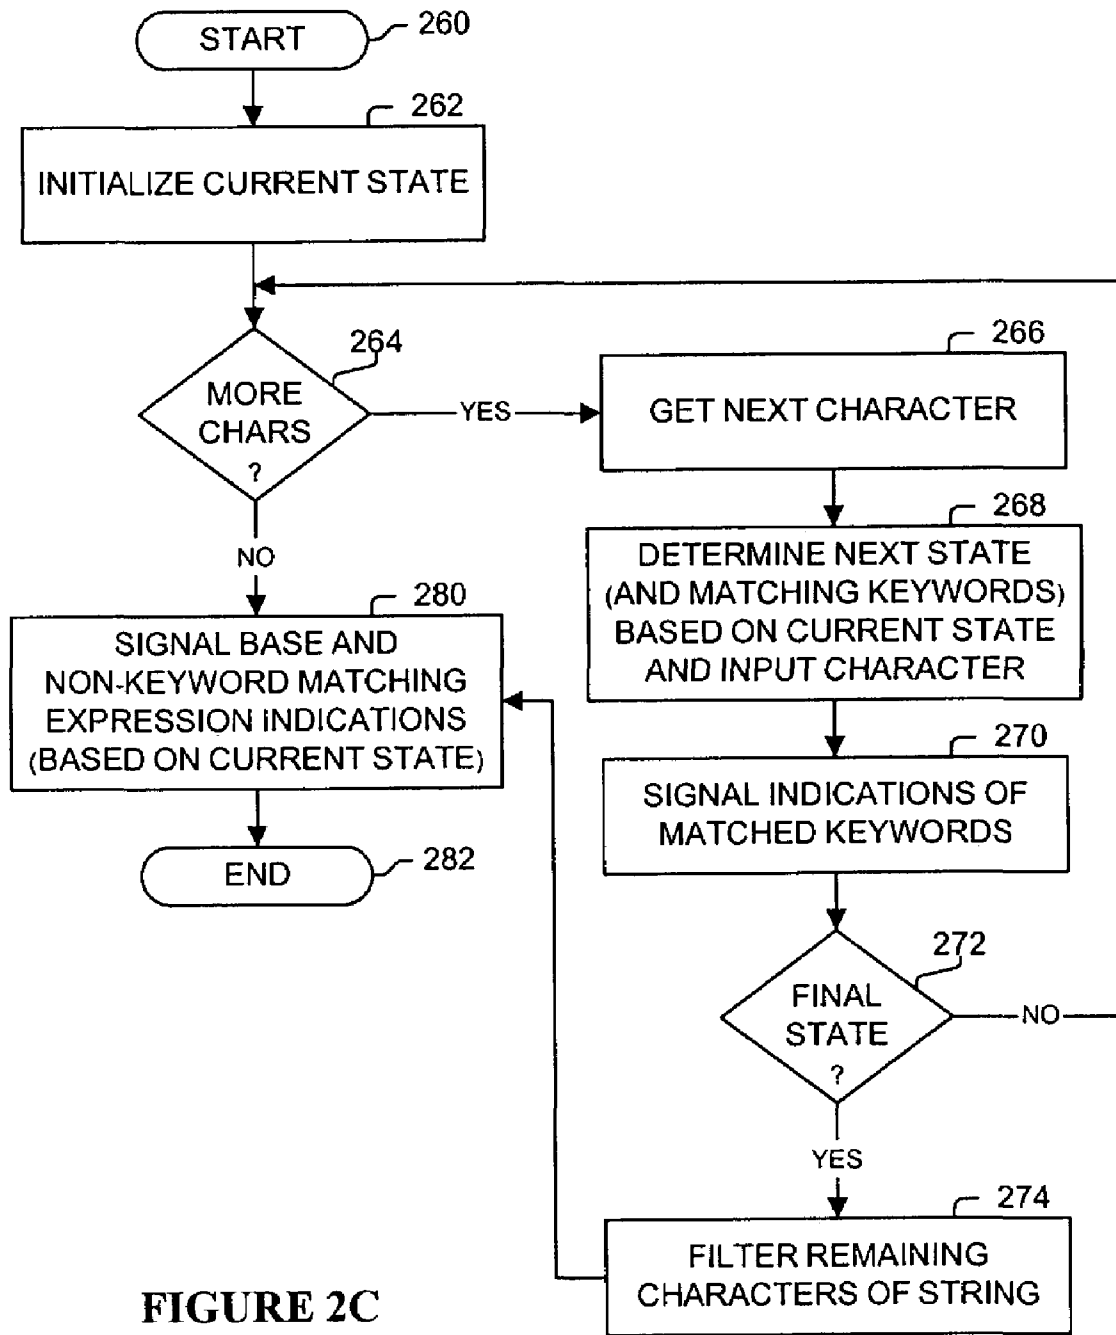 START
260
262
INITIALIZE CURRENT STATE
264
MORE
CHARS
?
YES
266
GET NEXT CHARACTER
268
DETERMINE NEXT STATE
(AND MATCHING KEYWORDS)
BASED ON CURRENT STATE
AND INPUT CHARACTER
NO
280
SIGNAL BASE AND
NON-KEYWORD MATCHING
EXPRESSION INDICATIONS
(BASED ON CURRENT STATE)
270
SIGNAL INDICATIONS OF
MATCHED KEYWORDS
END
282
272
FINAL
STATE
?
NO
YES
274
FILTER REMAINING
CHARACTERS OF STRING
FIGURE 2C